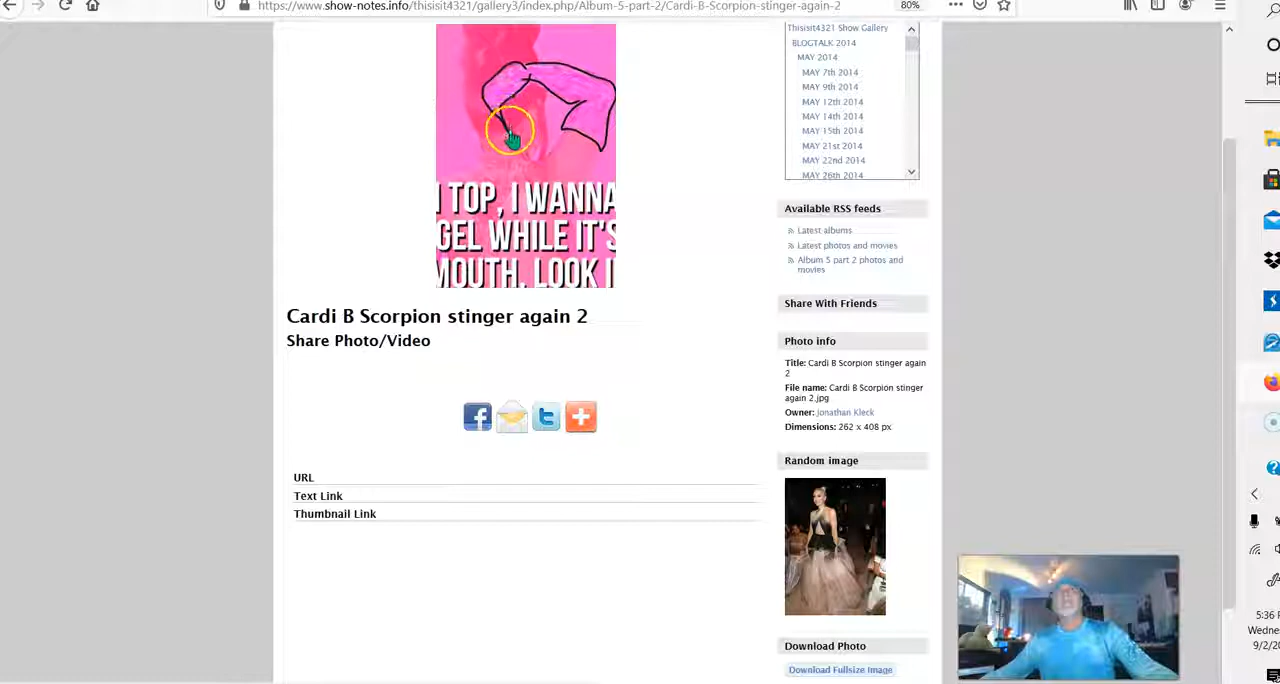 https://www.show-notes.info/thisisit4321/gallery3/index.php/Album-5-part-2/Cardi-B-Scorpion-stinger-again-2
80%
TOP, I WANNA
GEL WHILE IT'S
MOUTH. LOOK I
Cardi B Scorpion stinger again 2
Share Photo/Video
URL
Text Link
Thumbnail Link
Thisisit4321 Show Gallery
BLOGTALK 2014
MAY 2014
MAY 7th 2014
MAY 9th 2014
MAY 12th 2014
MAY 14th 2014
MAY 15th 2014
MAY 21st 2014
MAY 22nd 2014
MAY 26th 2014
Available RSS feeds
Latest albums
Latest photos and movies
Album 5 part 2 photos and
movies
Share With Friends
Photo info
Title: Cardi B Scorpion stinger again
2
File name: Cardi B Scorpion stinger
again 2.jpg
Owner: Jonathan Kleck
Dimensions: 262 x 408 px
Random image
Download Photo
Download Fullsize Image
5:36 P
Wednes
9/2/20